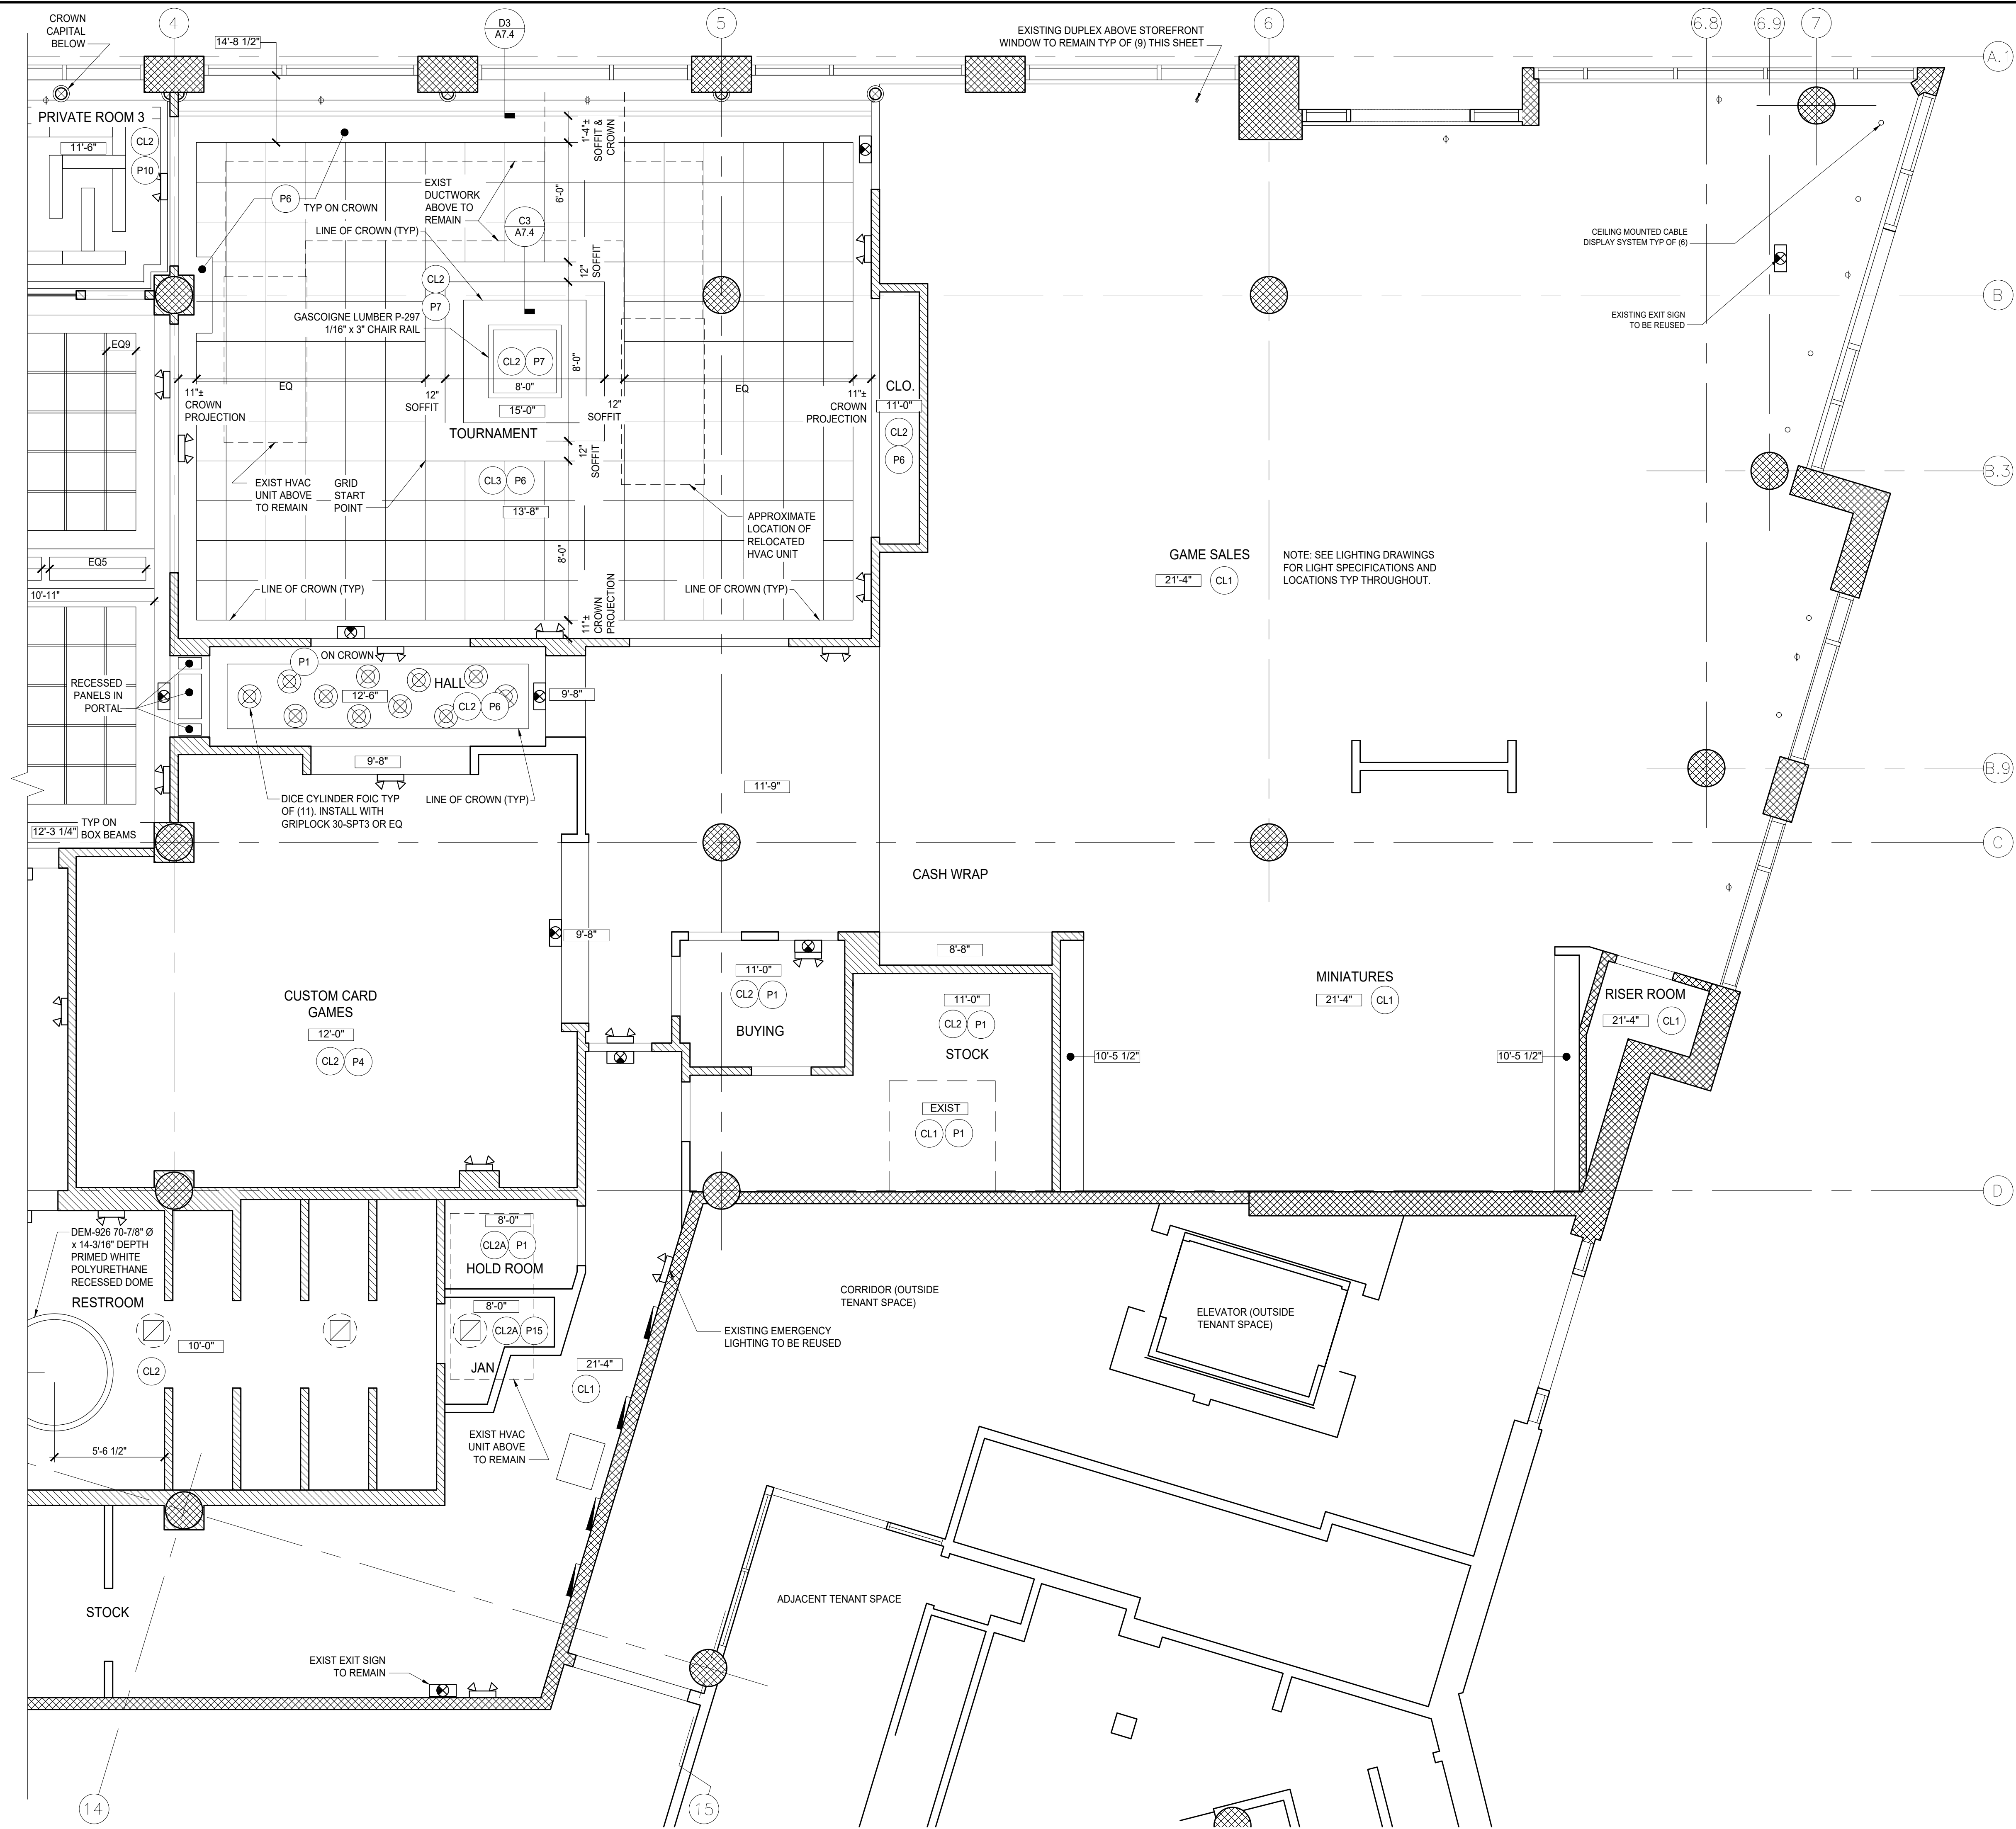 CROWN
CAPITAL
BELOW
4
14'-8 1/2"
D3
A7.4
5
EXISTING DUPLEX ABOVE STOREFRONT
WINDOW TO REMAIN TYP OF (9) THIS SHEET
6
6.8
6.9
7
A.1
PRIVATE ROOM 3
11'-6"
CL2
P10
1'-4"±
SOFFIT &
CROWN
P6
TYP ON CROWN
EXIST
DUCTWORK
ABOVE TO
REMAIN
6'-0"
C3
A7.4
LINE OF CROWN (TYP)
12"
SOFFIT
CL2
P7
GASCOIGNE LUMBER P-297
1/16" x 3" CHAIR RAIL
CL2
P7
8'-0"
8'-0"
15'-0"
TOURNAMENT
EQ
EQ
11"±
CROWN
PROJECTION
12"
SOFFIT
12"
SOFFIT
11"±
CROWN
PROJECTION
12"
SOFFIT
CLO.
11'-0"
CL2
P6
CEILING MOUNTED CABLE
DISPLAY SYSTEM TYP OF (6)
EXISTING EXIT SIGN
TO BE REUSED
B
B.3
EQ9
EQ5
10'-11"
EXIST HVAC
UNIT ABOVE
TO REMAIN
GRID
START
POINT
CL3
P6
13'-8"
APPROXIMATE
LOCATION OF
RELOCATED
HVAC UNIT
8'-0"
LINE OF CROWN (TYP)
LINE OF CROWN (TYP)
11"±
CROWN
PROJECTION
GAME SALES
21'-4"
CL1
NOTE: SEE LIGHTING DRAWINGS
FOR LIGHT SPECIFICATIONS AND
LOCATIONS TYP THROUGHOUT.
P1
ON CROWN
RECESSED
PANELS IN
PORTAL
HALL
12'-6"
CL2
P6
9'-8"
9'-8"
DICE CYLINDER FOIC TYP
OF (11). INSTALL WITH
GRIPLOCK 30-SPT3 OR EQ
LINE OF CROWN (TYP)
11'-9"
B.9
12'-3 1/4"
TYP ON
BOX BEAMS
C
CASH WRAP
9'-8"
8'-8"
11'-0"
CL2
P1
BUYING
CUSTOM CARD
GAMES
12'-0"
CL2
P4
11'-0"
CL2
P1
STOCK
10'-5 1/2"
MINIATURES
21'-4"
CL1
10'-5 1/2"
RISER ROOM
21'-4"
CL1
EXIST
CL1
P1
D
DEM-926 70-7/8" Ø
x 14-3/16" DEPTH
PRIMED WHITE
POLYURETHANE
RECESSED DOME
RESTROOM
8'-0"
CL2A
P1
HOLD ROOM
8'-0"
CL2A
P15
JAN
10'-0"
CL2
5'-6 1/2"
21'-4"
CL1
EXISTING EMERGENCY
LIGHTING TO BE REUSED
CORRIDOR (OUTSIDE
TENANT SPACE)
ELEVATOR (OUTSIDE
TENANT SPACE)
EXIST HVAC
UNIT ABOVE
TO REMAIN
STOCK
EXIST EXIT SIGN
TO REMAIN
ADJACENT TENANT SPACE
14
15